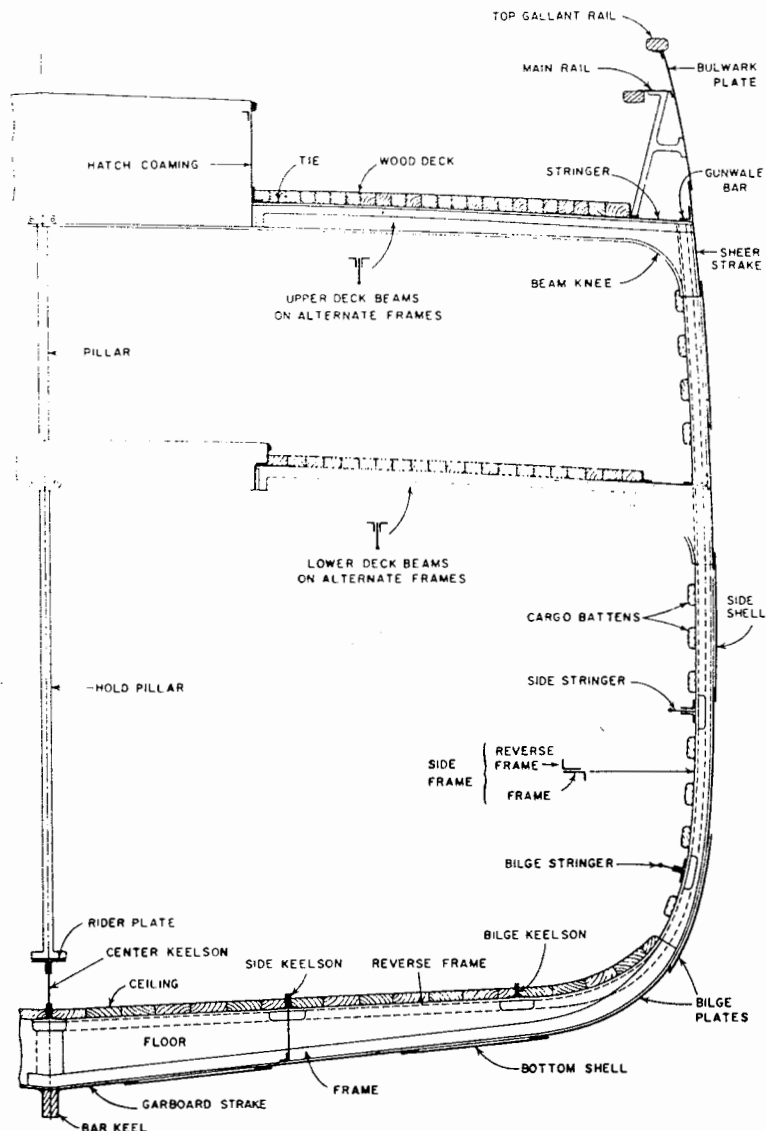 TOP GALLANT RAIL
MAIN RAIL
BULWARK
PLATE
HATCH COAMING
TIE
WOOD DECK
STRINGER
GUNWALE
BAR
SHEER
STRAKE
BEAM KNEE
UPPER DECK BEAMS
ON ALTERNATE FRAMES
PILLAR
LOWER DECK BEAMS
ON ALTERNATE FRAMES
CARGO BATTENS
SIDE
SHELL
SIDE STRINGER
HOLD PILLAR
SIDE
FRAME
REVERSE
FRAME
FRAME
BILGE STRINGER
RIDER PLATE
CENTER KEELSON
SIDE KEELSON
REVERSE FRAME
BILGE KEELSON
CEILING
BILGE
PLATES
FLOOR
BOTTOM SHELL
FRAME
GARBOARD STRAKE
BAR KEEL